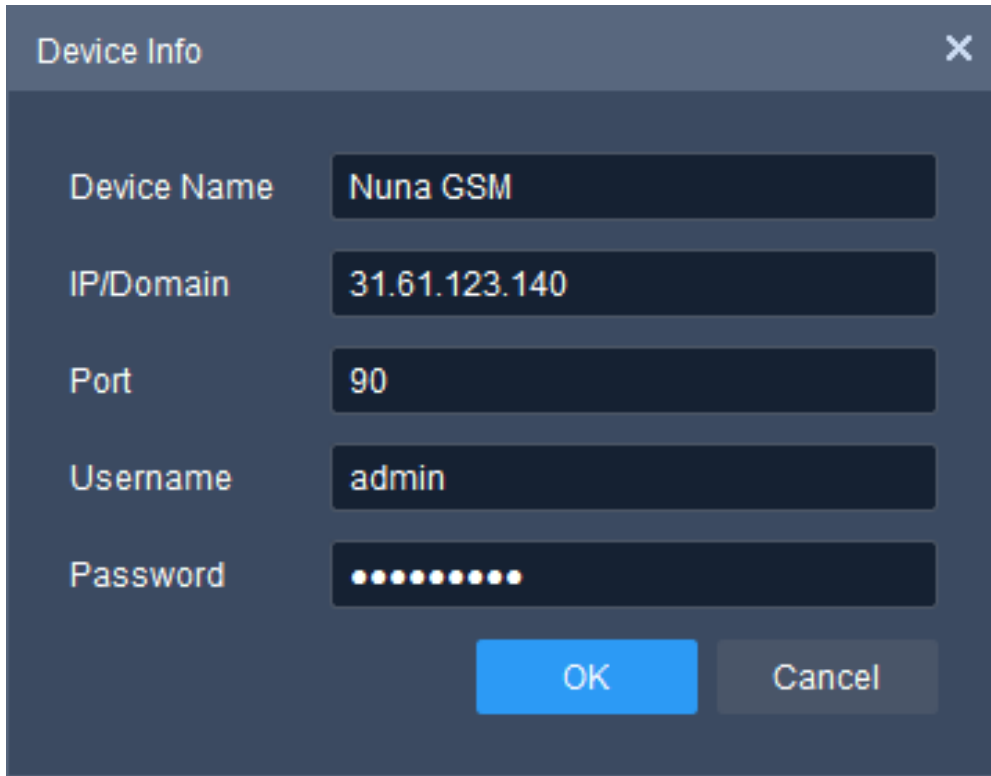 Device Info
Device Name Nuna GSM
IP/Domain 31.61.123.140
Port 90
Username admin
Password •••••••••
OK Cancel